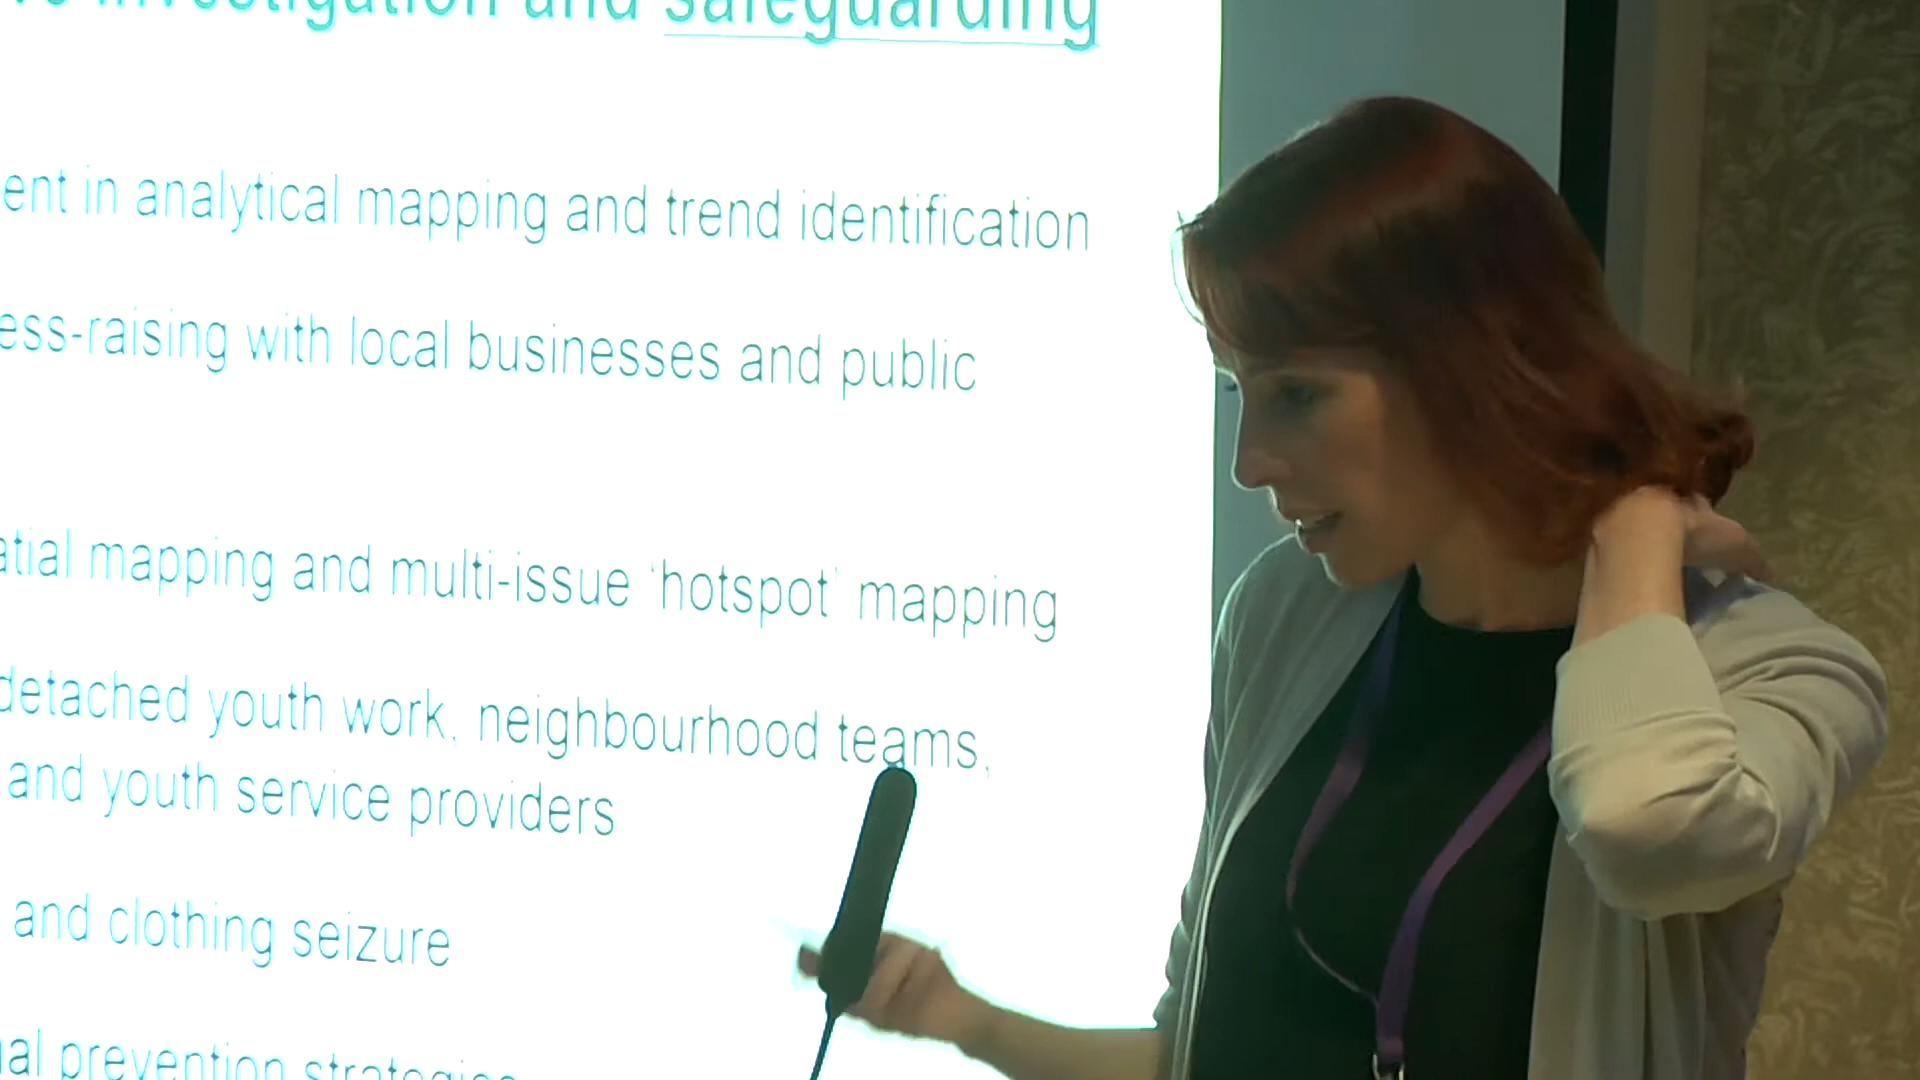 investigation and safeguarding
ent in analytical mapping and trend identification
ess-raising with local businesses and public
atial mapping and multi-issue 'hotspot' mapping
detached youth work, neighbourhood teams,
and youth service providers
and clothing seizure
al prevention strategies